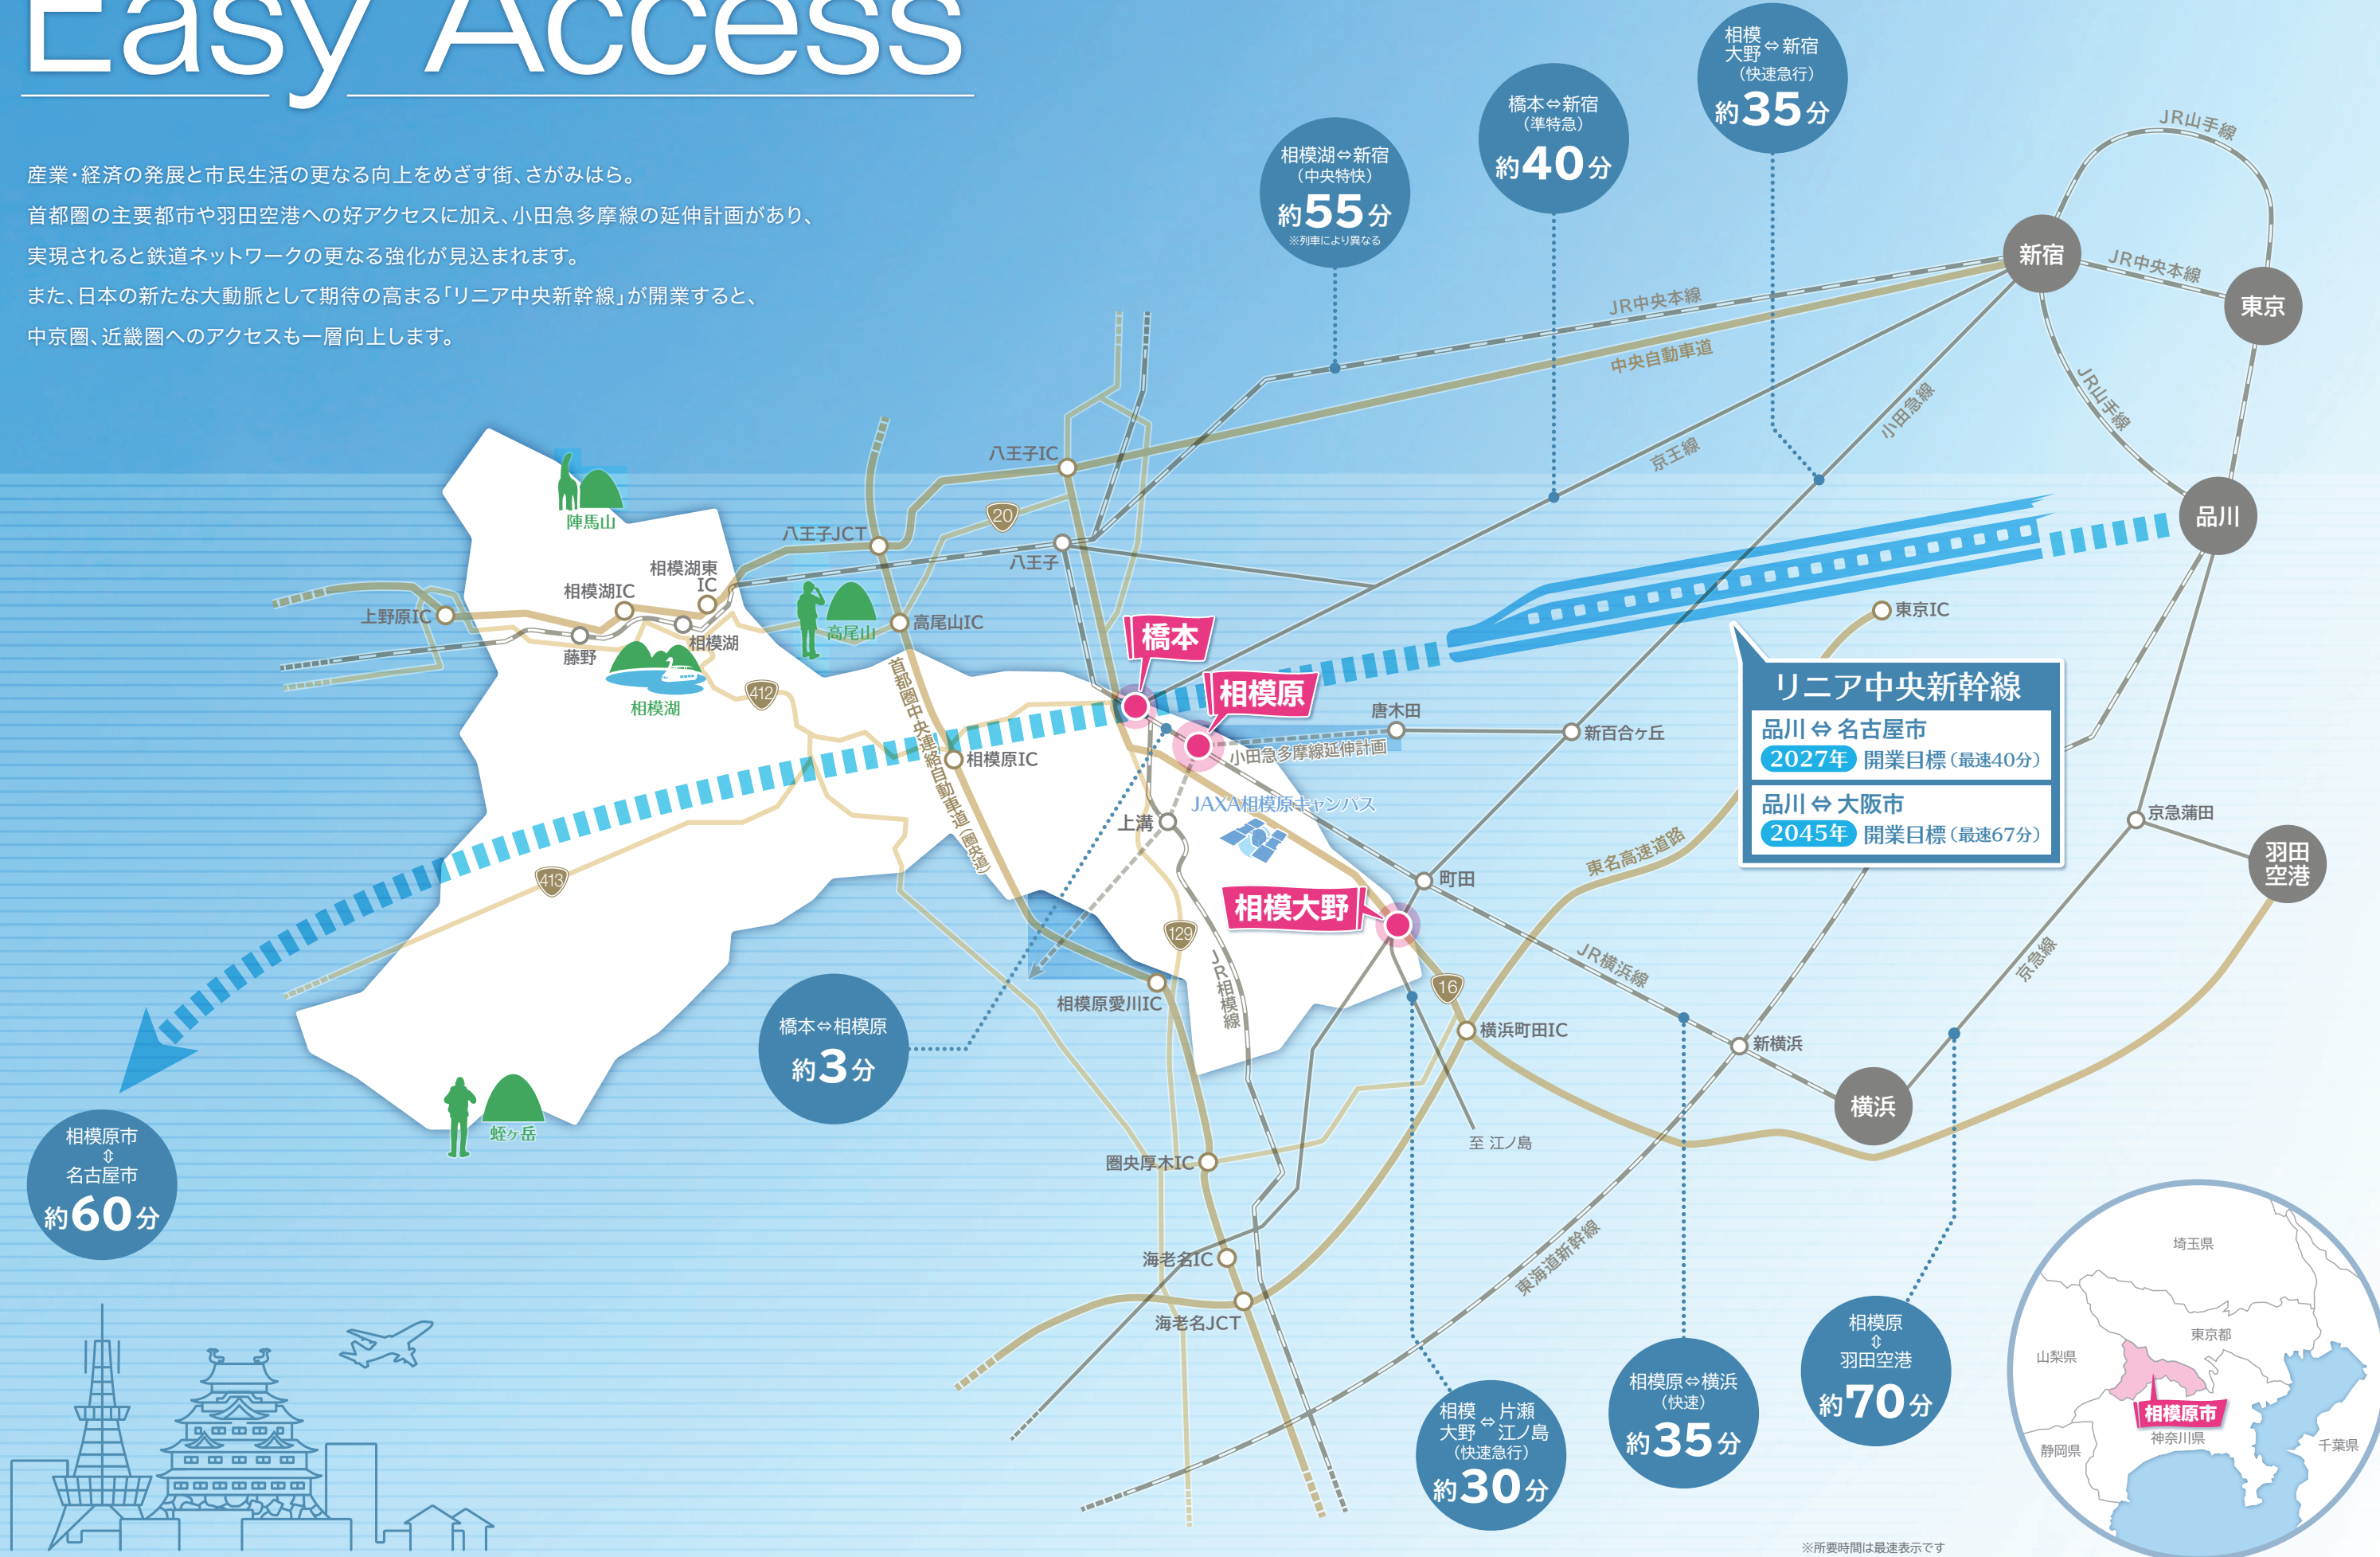 Easy Access
産業・経済の発展と市民生活の更なる向上をめざす街、さがみはら。
首都圏の主要都市や羽田空港への好アクセスに加え、小田急多摩線の延伸計画があり、
実現されると鉄道ネットワークの更なる強化が見込まれます。
また、日本の新たな大動脈として期待の高まる「リニア中央新幹線」が開業すると、
中京圏、近畿圏へのアクセスも一層向上します。
相模湖⇔新宿
（中央特快）
約55分
※列車により異なる
橋本⇔新宿
（準特急）
約40分
相模
大野⇔新宿
（快速急行）
約35分
JR山手線
新宿
JR中央本線
東京
JR中央本線
中央自動車道
JR山手線
小田急線
京王線
品川
八王子IC
20
八王子JCT
八王子
陣馬山
相模湖東
IC
相模湖IC
上野原IC
藤野
相模湖
高尾山
高尾山IC
相模湖
412
413
首都圏中央連絡自動車道（圏央道）
相模原IC
橋本
相模原
唐木田
小田急多摩線延伸計画
新百合ヶ丘
東京IC
リニア中央新幹線
品川⇔名古屋市
2027年 開業目標（最速40分）
品川⇔大阪市
2045年 開業目標（最速67分）
JAXA相模原キャンパス
上溝
東名高速道路
京急蒲田
羽田
空港
町田
相模大野
129
JR相模線
16
JR横浜線
京急線
相模原愛川IC
横浜町田IC
新横浜
横浜
橋本⇔相模原
約3分
蛭ヶ岳
至 江ノ島
圏央厚木IC
海老名IC
海老名JCT
東海道新幹線
相模原市
⇕
名古屋市
約60分
相模
大野⇔片瀬
江ノ島
（快速急行）
約30分
相模原⇔横浜
（快速）
約35分
相模原
⇕
羽田空港
約70分
埼玉県
東京都
山梨県
相模原市
神奈川県
静岡県
千葉県
※所要時間は最速表示です